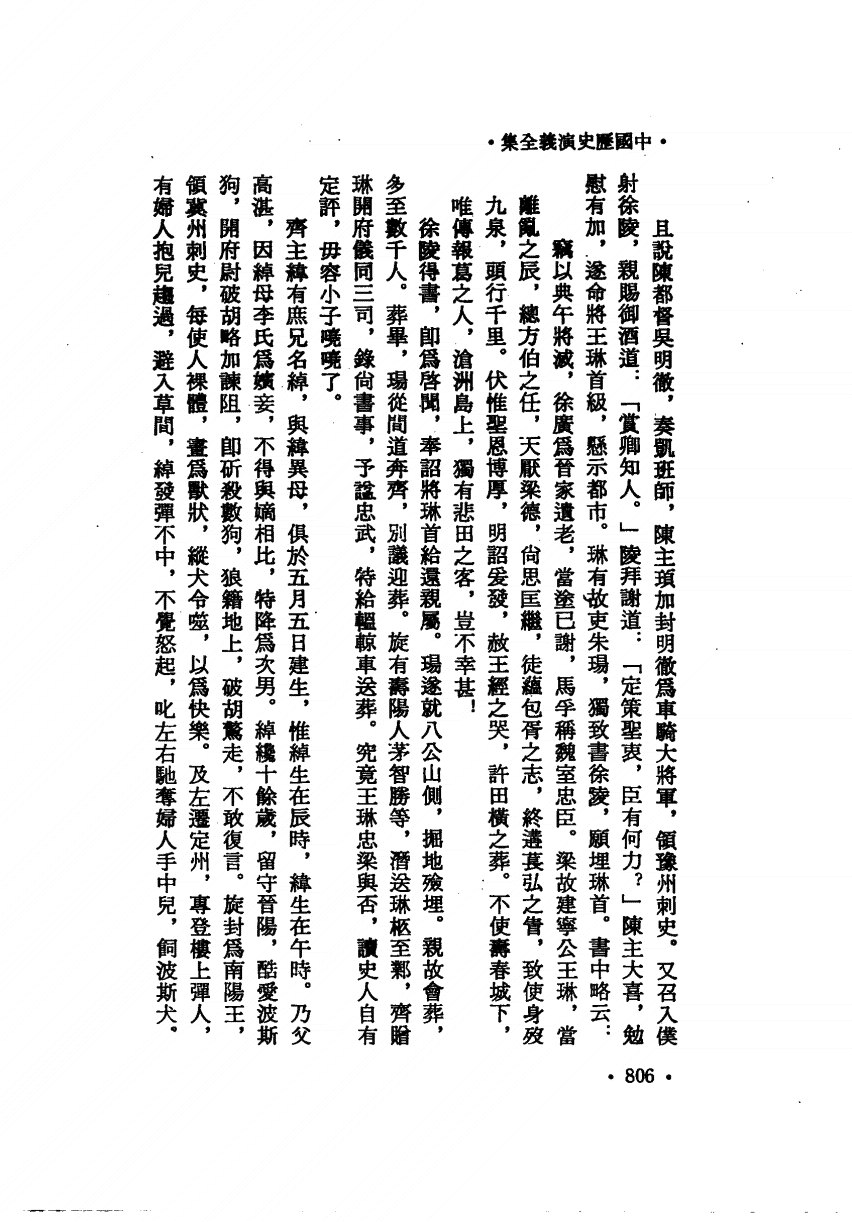 ·中國歷史演義全集·
且說陳都督吳明徹，奏凱班師，陳主頊加封明徹爲車騎大將軍，領豫州刺史。又召入僕
射徐陵，親賜御酒道：「賞卿知人。」陵拜謝道：「定策聖衷，臣有何力？」陳主大喜，勉
慰有加，遂命將王琳首級，懸示都市。琳有故吏朱瑒，獨致書徐陵，願埋琳首。書中略云：
竊以典午將滅，徐廣爲晉家遺老，當塗已謝，馬孚稱魏室忠臣。梁故建寧公王琳，當
離亂之辰，總方伯之任，天厭梁德，尙思匡繼，徒蘊包胥之志，終遘萇弘之眚，致使身歿
九泉，頭行千里。伏惟聖恩博厚，明詔爰發，赦王經之哭，許田橫之葬。不使壽春城下，
唯傳報葛之人，滄洲島上，獨有悲田之客，豈不幸甚！
徐陵得書，卽爲啓聞，奉詔將琳首給還親屬。瑒遂就八公山側，掘地殮埋。親故會葬，
多至數千人。葬畢，瑒從間道奔齊，別議迎葬。旋有壽陽人茅智勝等，潛送琳柩至鄴，齊贈
琳開府儀同三司，錄尙書事，予諡忠武，特給轀輬車送葬。究竟王琳忠梁與否，讀史人自有
定評，毋容小子嘵嘵了。
齊主緯有庶兄名綽，與緯異母，俱於五月五日建生，惟綽生在辰時，緯生在午時。乃父
高湛，因綽母李氏爲嬪妾，不得與嫡相比，特降爲次男。綽纔十餘歲，留守晉陽，酷愛波斯
狗，開府尉破胡略加諫阻，卽斫殺數狗，狼籍地上，破胡驚走，不敢復言。旋封爲南陽王，
領冀州刺史，每使人裸體，畫爲獸狀，縱犬令噬，以爲快樂。及左遷定州，專登樓上彈人，
有婦人抱兒趨過，避入草間，綽發彈不中，不覺怒起，叱左右馳奪婦人手中兒，飼波斯犬。
·806·